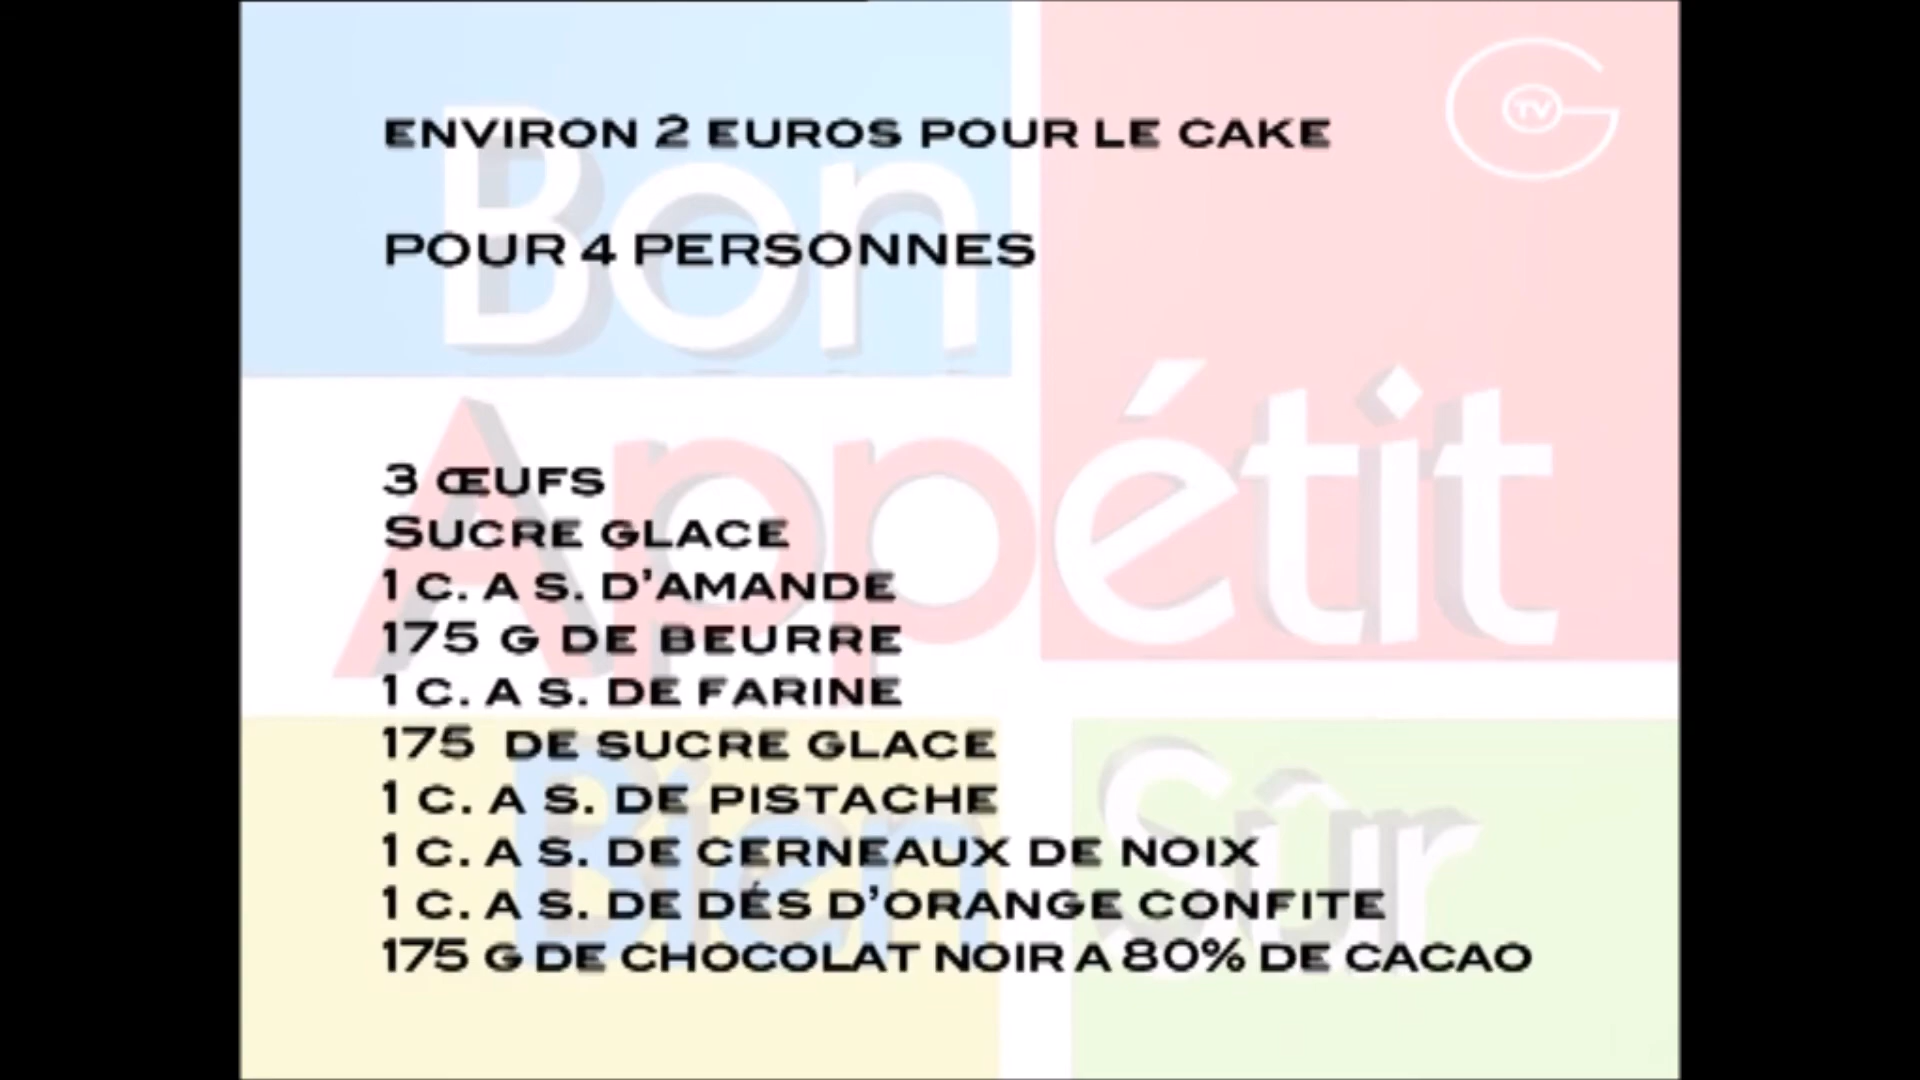 ENVIRON 2 EUROS POUR LE CAKE
POUR 4 PERSONNES
3 ŒUFS
SUCRE GLACE
1 C. A S. D'AMANDE
175 G DE BEURRE
1 C. A S. DE FARINE
175 DE SUCRE GLACE
1 C. A S. DE PISTACHE
1 C. A S. DE CERNEAUX DE NOIX
1 C. A S. DE DÉS D'ORANGE CONFITE
175 G DE CHOCOLAT NOIR A 80% DE CACAO
Bon
Appétit
Bien Sûr
G TV